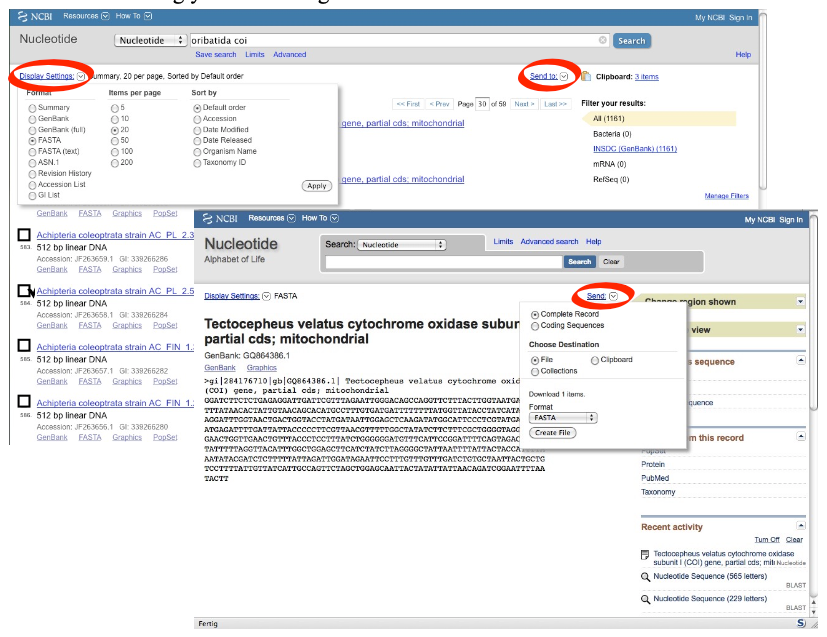 NCBI Resources How To My NCBI Sign In
Nucleotide Nucleotide oribatida coi Search
Save search Limits Advanced Help
Display Settings: Summary, 20 per page, Sorted by Default order Send to: Clipboard: 3 items
Format Items per page Sort by
Summary 5 Default order
GenBank 10 Accession
GenBank (full) 20 Date Modified
FASTA 50 Date Released
FASTA (text) 100 Organism Name
ASN.1 200 Taxonomy ID
Revision History
Accession List
GI List
Apply
<< First < Prev Page 30 of 59 Next > Last >>
gene, partial cds; mitochondrial
gene, partial cds; mitochondrial
Filter your results:
All (1161)
Bacteria (0)
INSDC (GenBank) (1161)
mRNA (0)
RefSeq (0)
Manage Filters
GenBank FASTA Graphics PopSet
Achipteria coleoptrata strain AC_PL_2.3
583. 512 bp linear DNA
Accession: JF263659.1 GI: 339266286
GenBank FASTA Graphics PopSet
Achipteria coleoptrata strain AC_PL_2.5
584. 512 bp linear DNA
Accession: JF263658.1 GI: 339266284
GenBank FASTA Graphics PopSet
Achipteria coleoptrata strain AC_FIN_1.
585. 512 bp linear DNA
Accession: JF263657.1 GI: 339266282
GenBank FASTA Graphics PopSet
Achipteria coleoptrata strain AC_FIN_1.
586. 512 bp linear DNA
Accession: JF263656.1 GI: 339266280
GenBank FASTA Graphics PopSet
NCBI Resources How To My NCBI Sign In
Nucleotide Search: Nucleotide Limits Advanced search Help
Alphabet of Life Search Clear
Display Settings: FASTA Send:
Tectocepheus velatus cytochrome oxidase subun
partial cds; mitochondrial
GenBank: GQ864386.1
GenBank Graphics
>gi|284176710|gb|GQ864386.1| Tectocepheus velatus cytochrome oxid
(COI) gene, partial cds; mitochondrial
TACTT
Complete Record
Coding Sequences
Choose Destination
File Clipboard
Collections
Download 1 items.
Format
FASTA
Create File
Change region shown
view
s sequence
quence
m this record
PopSet
Protein
PubMed
Taxonomy
Recent activity
Turn Off Clear
Tectocepheus velatus cytochrome oxidase
subunit I (COI) gene, partial cds; mit Nucleotide
Nucleotide Sequence (565 letters)
BLAST
Nucleotide Sequence (229 letters)
BLAST
Fertig